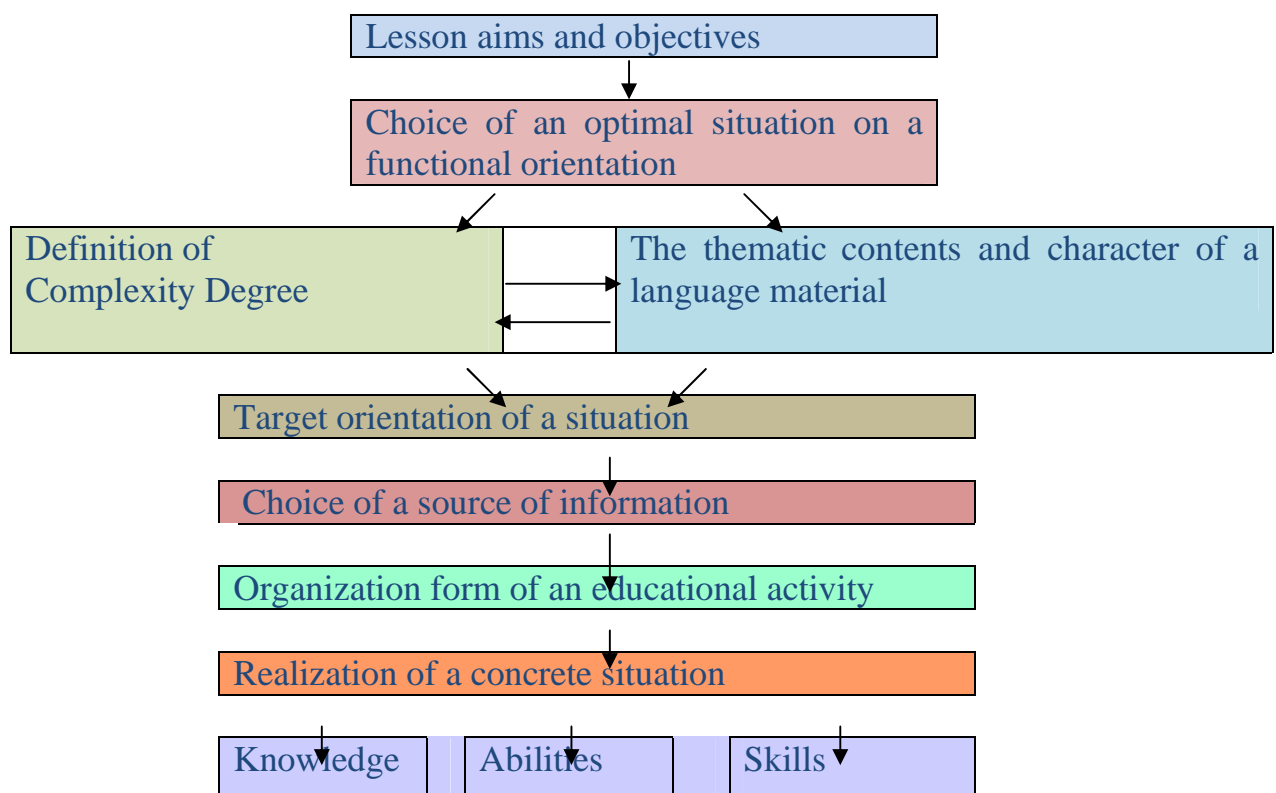 Lesson aims and objectives
Choice of an optimal situation on a
functional orientation
Definition of
Complexity Degree
The thematic contents and character of a
language material
Target orientation of a situation
Choice of a source of information
Organization form of an educational activity
Realization of a concrete situation
Knowledge
Abilities
Skills